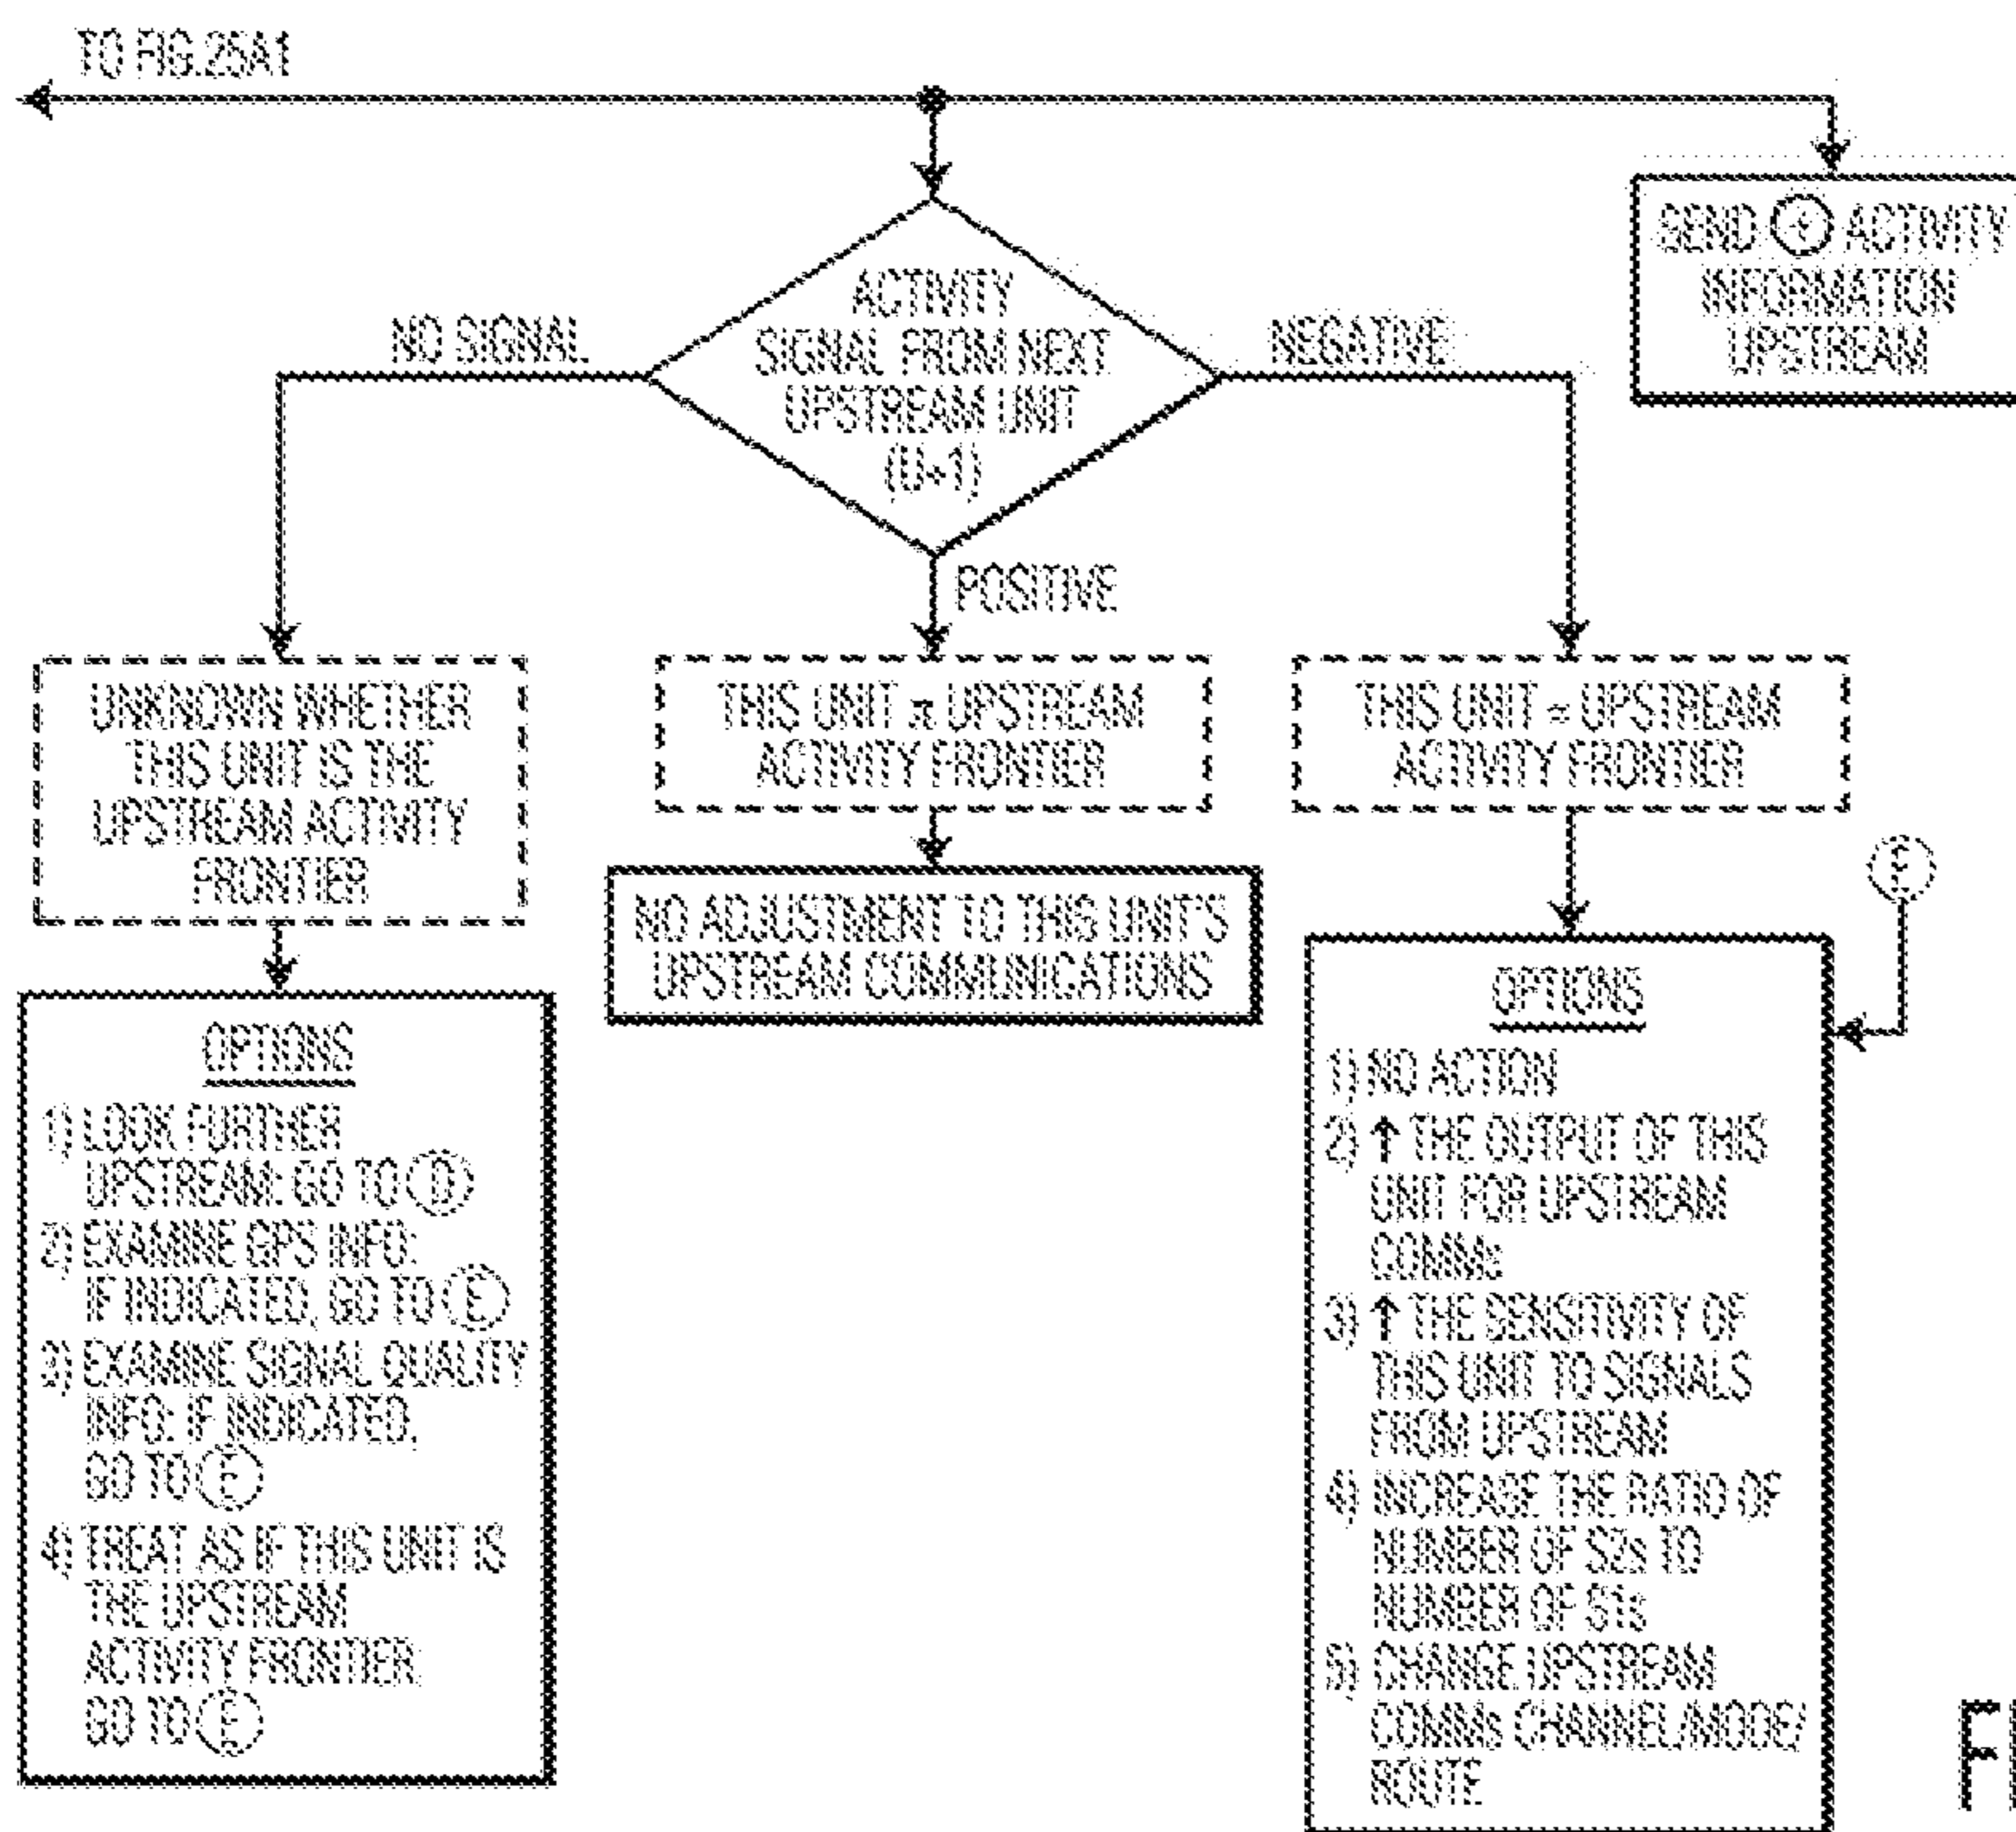 TO FIG.25A1
SEND + ACTIVITY
INFORMATION
UPSTREAM
ACTIVITY
SIGNAL FROM NEXT
UPSTREAM UNIT
(U+1)
NO SIGNAL
NEGATIVE
POSITIVE
UNKNOWN WHETHER
THIS UNIT IS THE
UPSTREAM ACTIVITY
FRONTIER
THIS UNIT ≠ UPSTREAM
ACTIVITY FRONTIER
THIS UNIT = UPSTREAM
ACTIVITY FRONTIER
NO ADJUSTMENT TO THIS UNIT'S
UPSTREAM COMMUNICATIONS
E
OPTIONS
1) LOOK FURTHER
UPSTREAM: GO TO D
2) EXAMINE GPS INFO:
IF INDICATED, GO TO E
3) EXAMINE SIGNAL QUALITY
INFO: IF INDICATED,
GO TO E
4) TREAT AS IF THIS UNIT IS
THE UPSTREAM
ACTIVITY FRONTIER:
GO TO E
OPTIONS
1) NO ACTION
2) ↑ THE OUTPUT OF THIS
UNIT FOR UPSTREAM
COMMs
3) ↑ THE SENSITIVITY OF
THIS UNIT TO SIGNALS
FROM UPSTREAM
4) INCREASE THE RATIO OF
NUMBER OF S2s TO
NUMBER OF S1s
5) CHANGE UPSTREAM
COMMs CHANNEL/MODE/
ROUTE